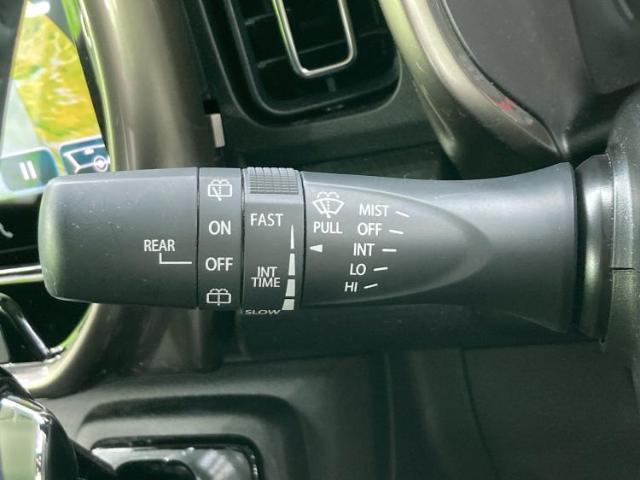 REAR
ON
OFF
FAST
INT
TIME
SLOW
PULL
MIST
OFF
INT
LO
HI